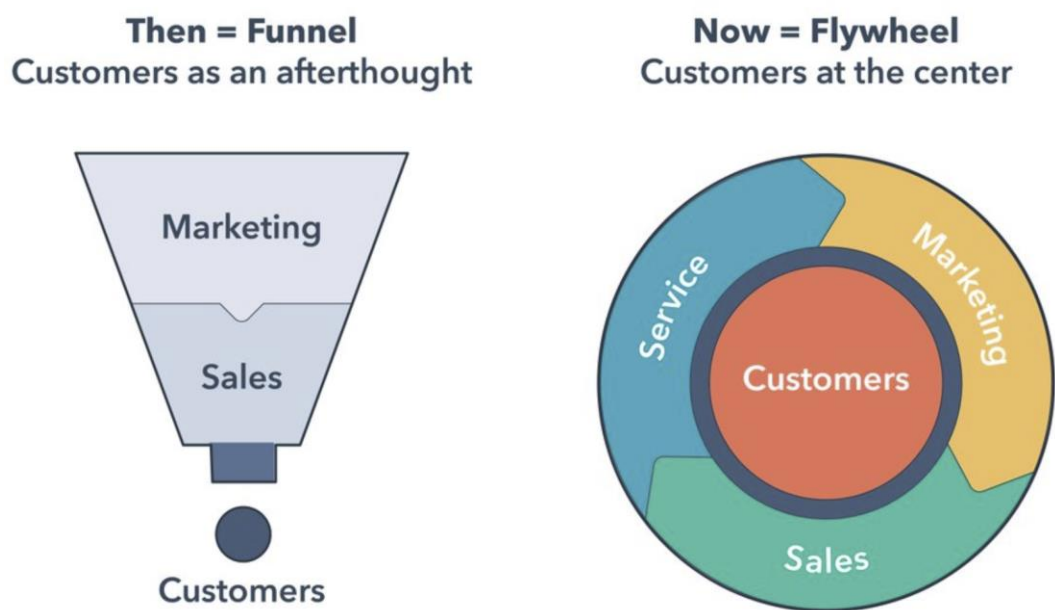 Then = Funnel
Customers as an afterthought
Marketing
Sales
Customers
Now = Flywheel
Customers at the center
Service
Marketing
Customers
Sales